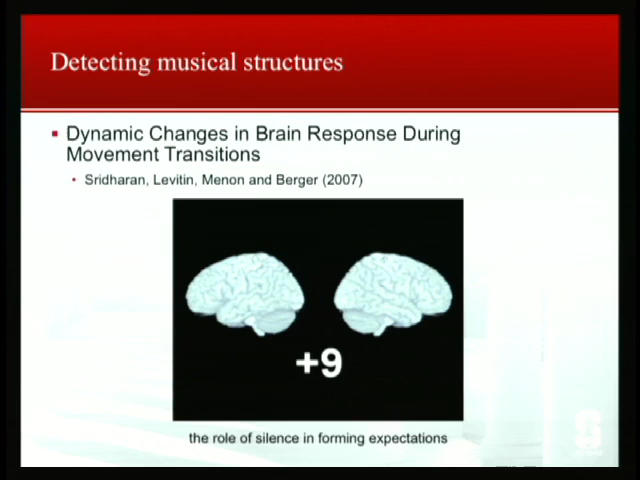 Detecting musical structures
Dynamic Changes in Brain Response During
Movement Transitions
Sridharan, Levitin, Menon and Berger (2007)
+9
the role of silence in forming expectations
S